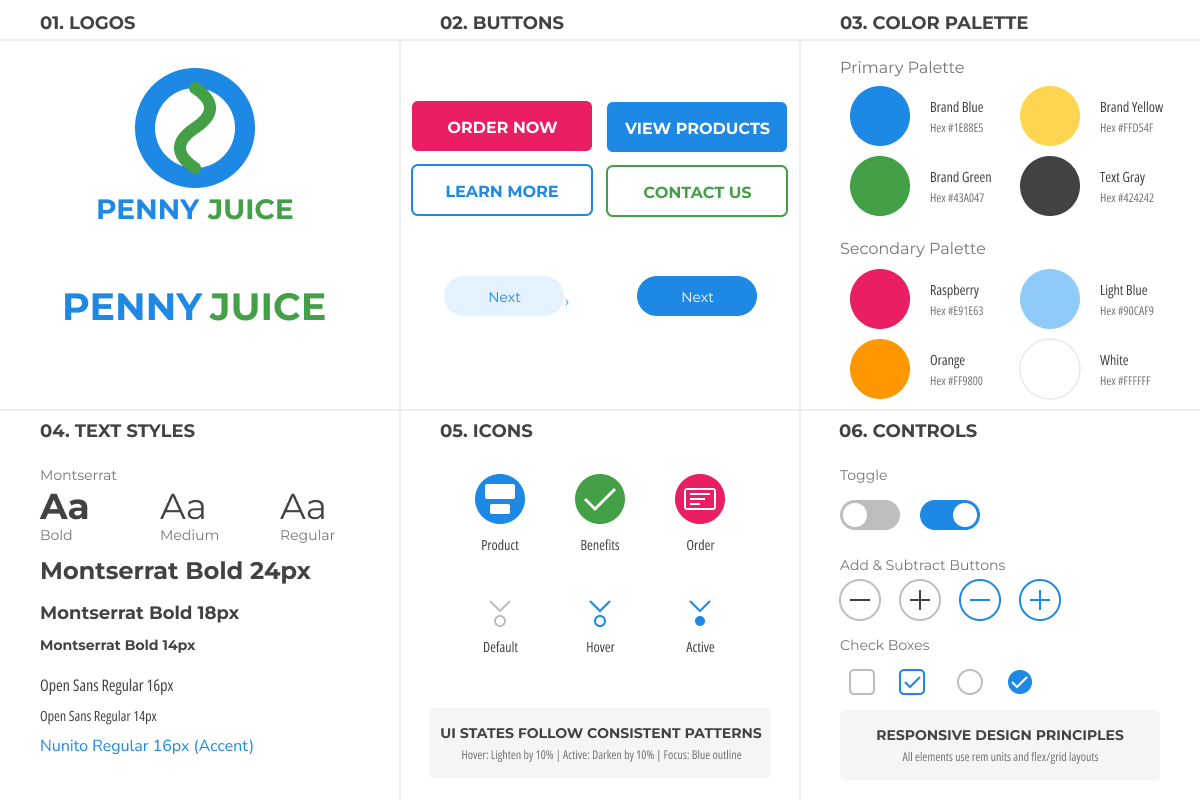 01. LOGOS
PENNY JUICE
PENNY JUICE
02. BUTTONS
ORDER NOW
VIEW PRODUCTS
LEARN MORE
CONTACT US
Next
›
Next
03. COLOR PALETTE
Primary Palette
Brand Blue
Hex #1E88E5
Brand Yellow
Hex #FFD54F
Brand Green
Hex #43A047
Text Gray
Hex #424242
Secondary Palette
Raspberry
Hex #E91E63
Light Blue
Hex #90CAF9
Orange
Hex #FF9800
White
Hex #FFFFFF
04. TEXT STYLES
Montserrat
Aa Aa Aa
Bold Medium Regular
Montserrat Bold 24px
Montserrat Bold 18px
Montserrat Bold 14px
Open Sans Regular 16px
Open Sans Regular 14px
Nunito Regular 16px (Accent)
05. ICONS
Product Benefits Order
Default Hover Active
UI STATES FOLLOW CONSISTENT PATTERNS
Hover: Lighten by 10% | Active: Darken by 10% | Focus: Blue outline
06. CONTROLS
Toggle
Add & Subtract Buttons
Check Boxes
RESPONSIVE DESIGN PRINCIPLES
All elements use rem units and flex/grid layouts